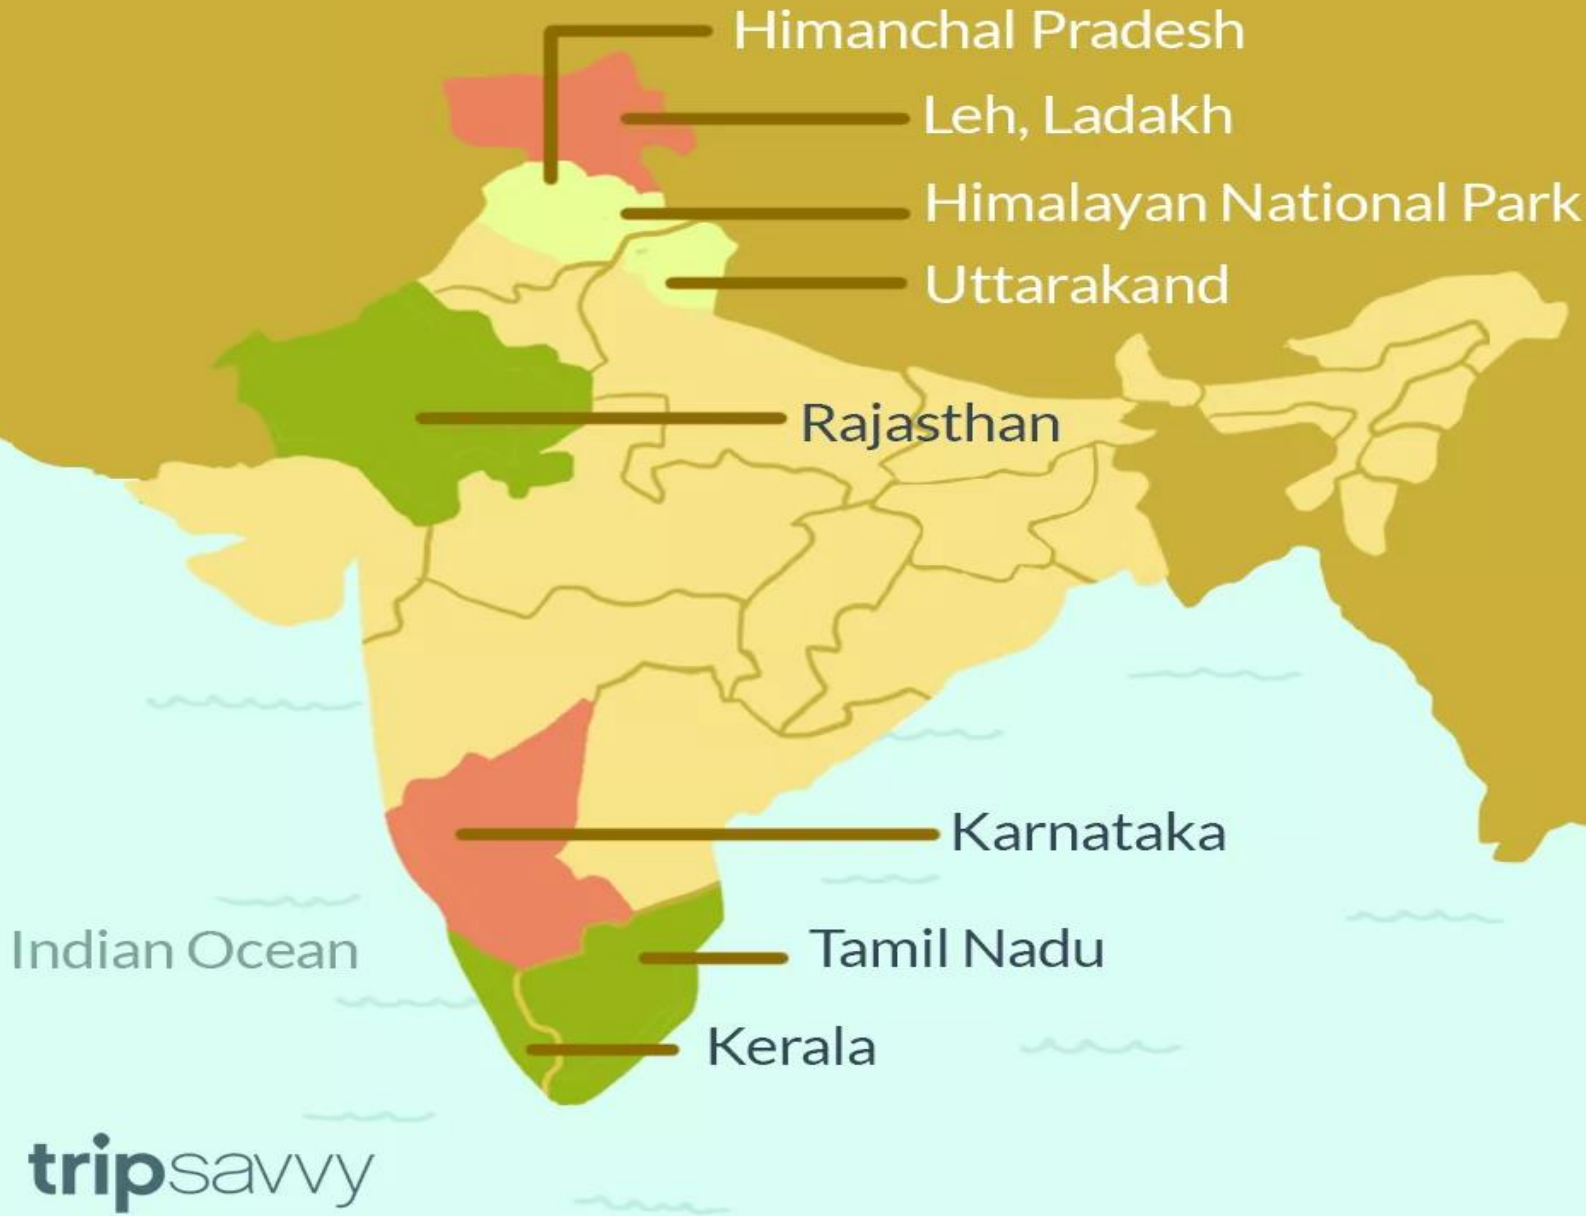 Himanchal Pradesh
Leh, Ladakh
Himalayan National Park
Uttarakand
Rajasthan
Karnataka
Indian Ocean
Tamil Nadu
Kerala
tripsavvy